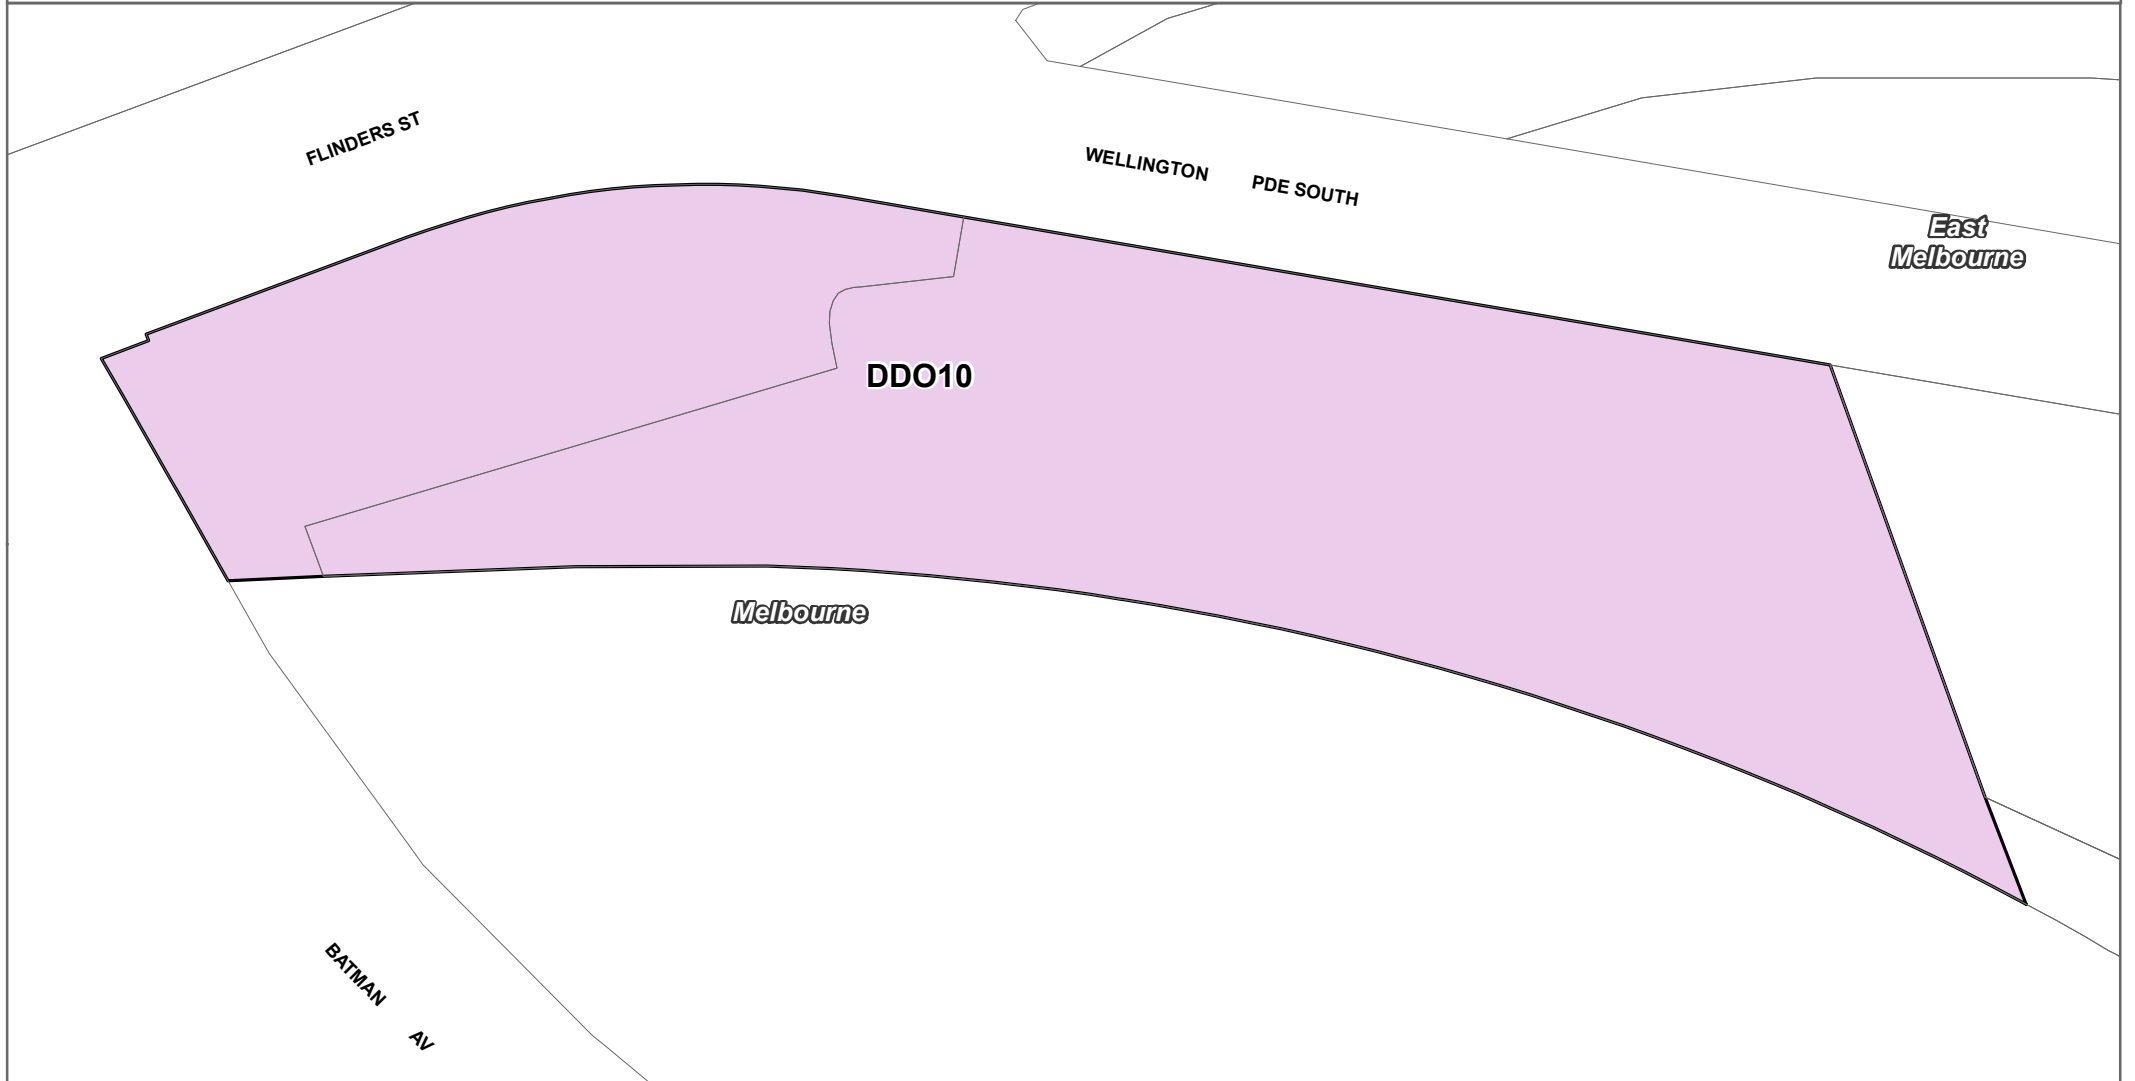 FLINDERS ST
WELLINGTON PDE SOUTH
East
Melbourne
DDO10
Melbourne
BATMAN AV